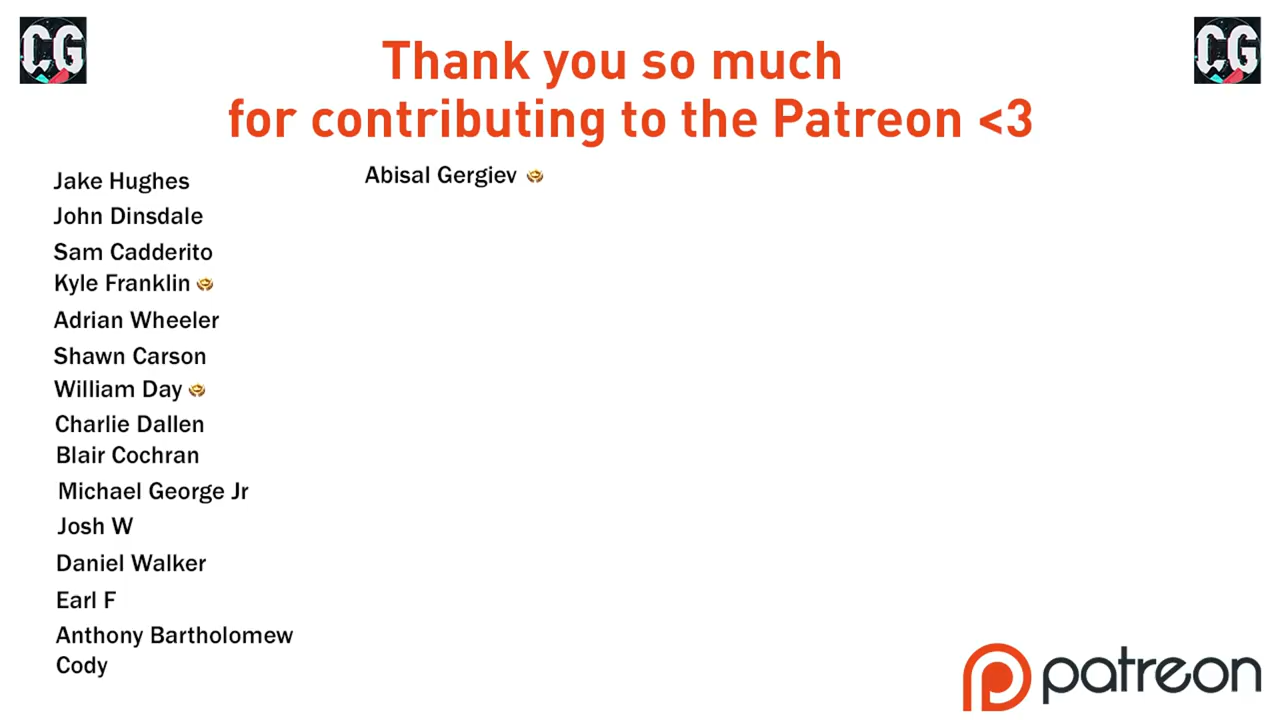 CG
CG
Thank you so much
for contributing to the Patreon <3
Jake Hughes
John Dinsdale
Sam Cadderito
Kyle Franklin
Adrian Wheeler
Shawn Carson
William Day
Charlie Dallen
Blair Cochran
Michael George Jr
Josh W
Daniel Walker
Earl F
Anthony Bartholomew
Cody
Abisal Gergiev
patreon